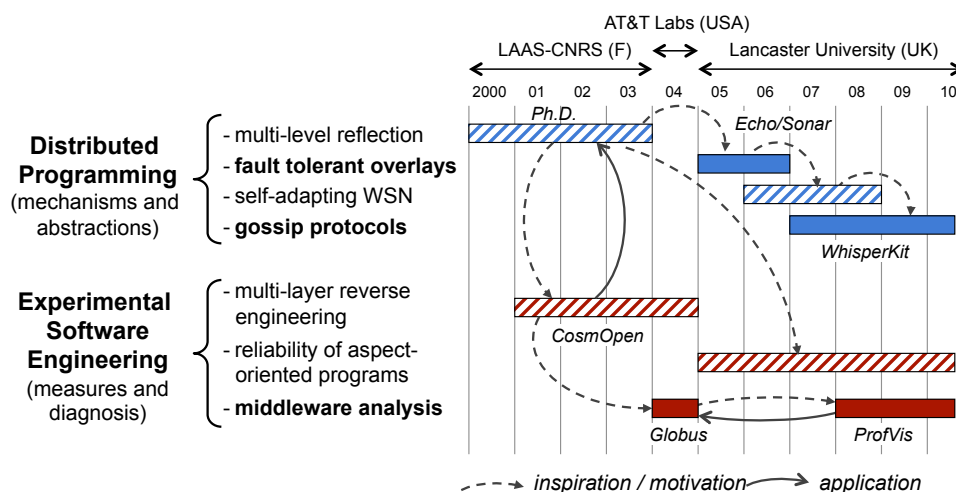 AT&T Labs (USA)
LAAS-CNRS (F)
Lancaster University (UK)
2000 01 02 03 04 05 06 07 08 09 10
Distributed
Programming
(mechanisms and
abstractions)
- multi-level reflection
- fault tolerant overlays
- self-adapting WSN
- gossip protocols
Ph.D.
Echo/Sonar
WhisperKit
Experimental
Software
Engineering
(measures and
diagnosis)
- multi-layer reverse
engineering
- reliability of aspect-
oriented programs
- middleware analysis
CosmOpen
Globus
ProfVis
inspiration / motivation
application